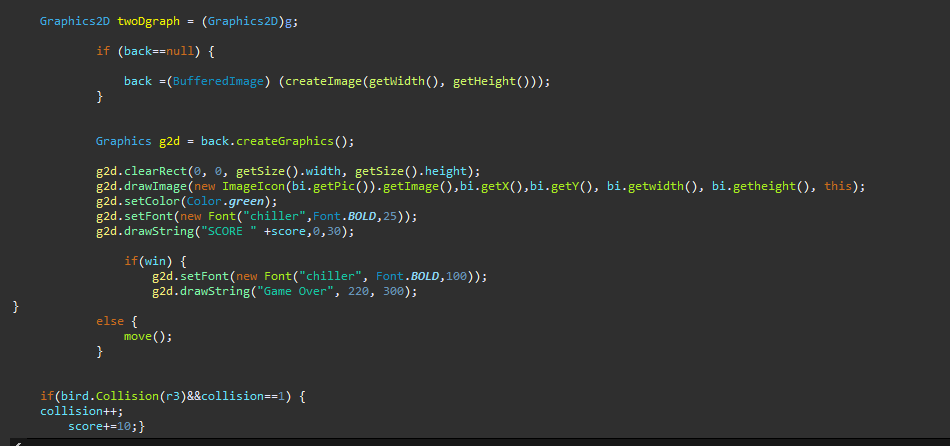 Graphics2D twoDgraph = (Graphics2D)g;
if (back==null) {
back =(BufferedImage) (createImage(getWidth(), getHeight()));
}
Graphics g2d = back.createGraphics();
g2d.clearRect(0, 0, getSize().width, getSize().height);
g2d.drawImage(new ImageIcon(bi.getPic()).getImage(),bi.getX(),bi.getY(), bi.getwidth(), bi.getheight(), this);
g2d.setColor(Color.green);
g2d.setFont(new Font("chiller",Font.BOLD,25));
g2d.drawString("SCORE " +score,0,30);
if(win) {
g2d.setFont(new Font("chiller", Font.BOLD,100));
g2d.drawString("Game Over", 220, 300);
}
else {
move();
}
if(bird.Collision(r3)&&collision==1) {
collision++;
score+=10;}